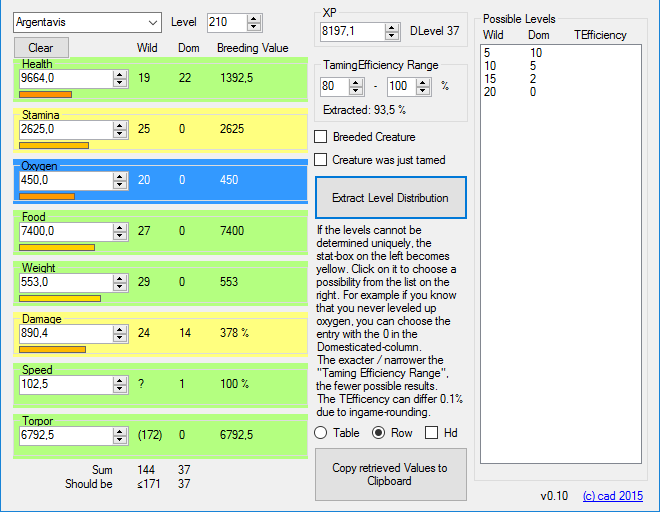 Argentavis
Level 210
Clear
Wild Dom Breeding Value
Health
9664,0 19 22 1392,5
Stamina
2625,0 25 0 2625
Oxygen
450,0 20 0 450
Food
7400,0 27 0 7400
Weight
553,0 29 0 553
Damage
890,4 24 14 378 %
Speed
102,5 ? 1 100 %
Torpor
6792,5 (172) 0 6792,5
Sum 144 37
Should be ≤171 37
XP
8197,1 DLevel 37
TamingEfficiency Range
80 - 100 %
Extracted: 93,5 %
Breeded Creature
Creature was just tamed
Extract Level Distribution
If the levels cannot be
determined uniquely, the
stat-box on the left becomes
yellow. Click on it to choose a
possibility from the list on the
right. For example if you know
that you never leveled up
oxygen, you can choose the
entry with the 0 in the
Domesticated-column.
The exacter / narrower the
"Taming Efficiency Range",
the fewer possible results.
The TEfficency can differ 0.1%
due to ingame-rounding.
Table Row Hd
Copy retrieved Values to
Clipboard
Possible Levels
Wild Dom TEfficiency
5 10
10 5
15 2
20 0
v0.10 (c) cad 2015